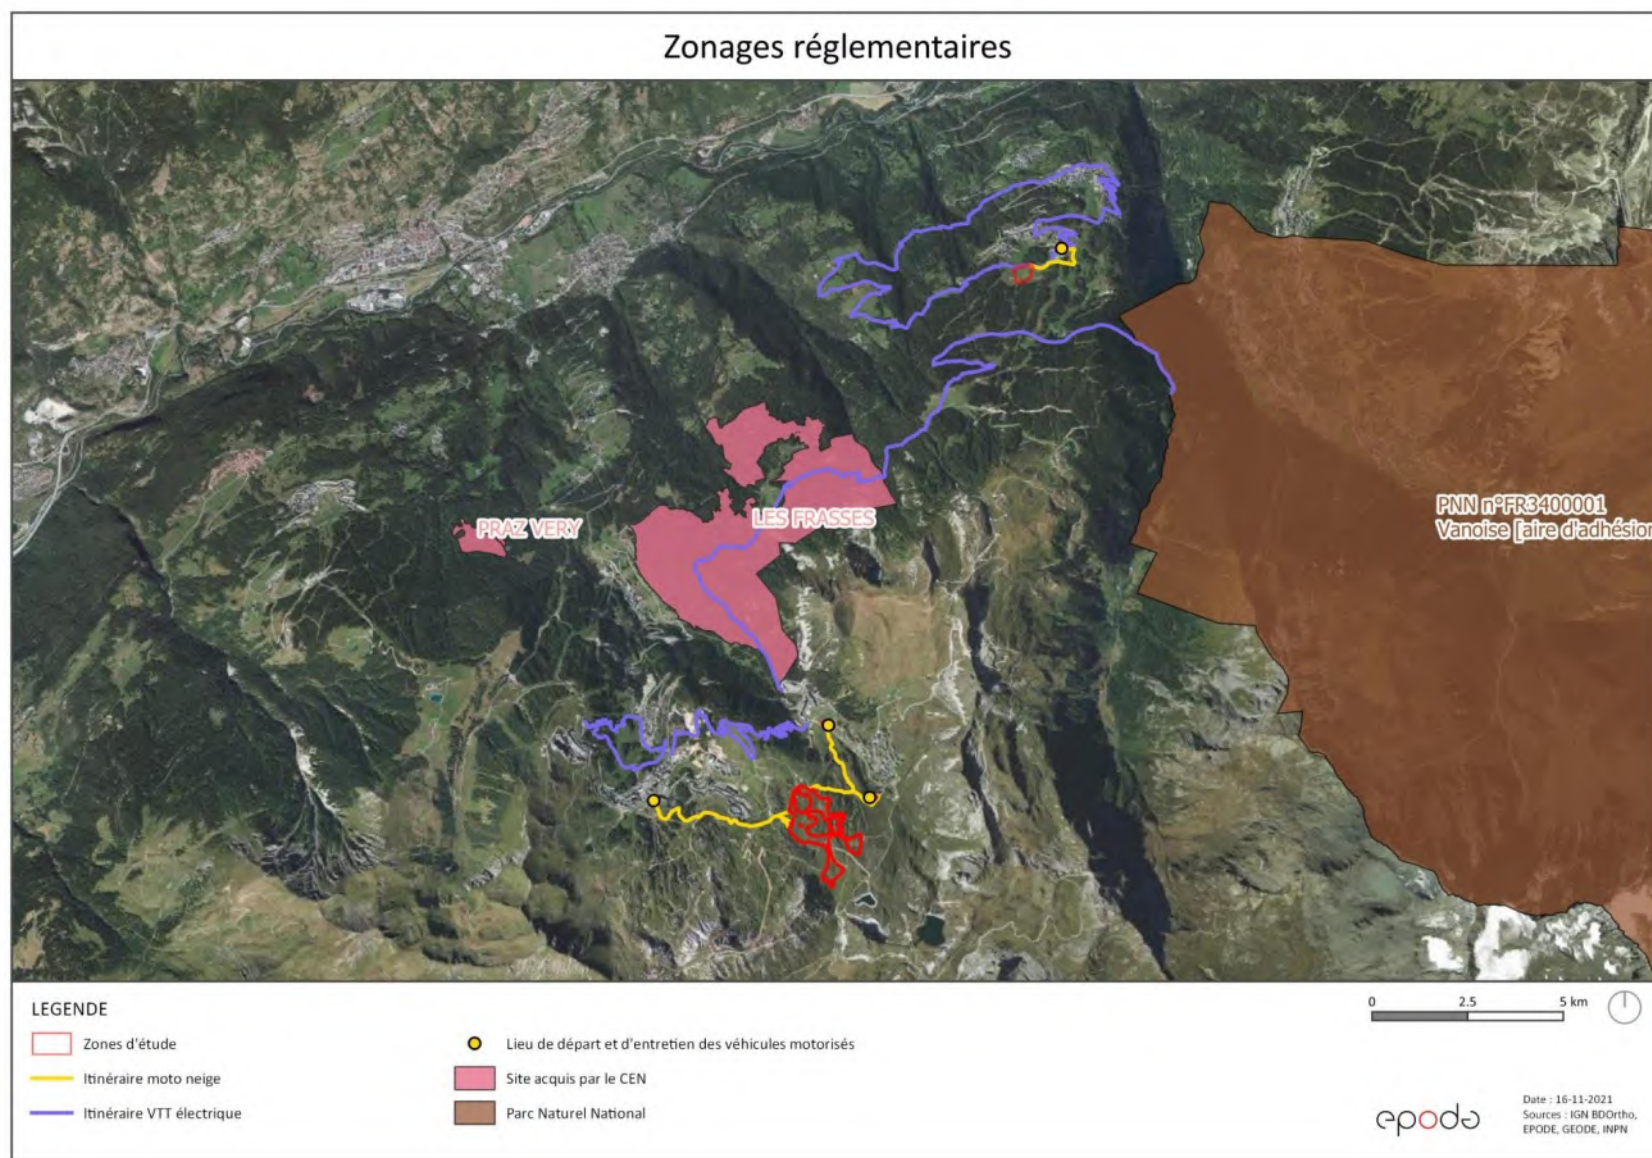 Zonages réglementaires
PNN n°FR3400001
Vanoise [aire d'adhésion
PRAZ VERY
LES FRASSES
LEGENDE
Zones d'étude
Itinéraire moto neige
Itinéraire VTT électrique
Lieu de départ et d'entretien des véhicules motorisés
Site acquis par le CEN
Parc Naturel National
0 2.5 5 km
epode
Date : 16-11-2021
Sources : IGN BDOrtho,
EPODE, GEODE, INPN